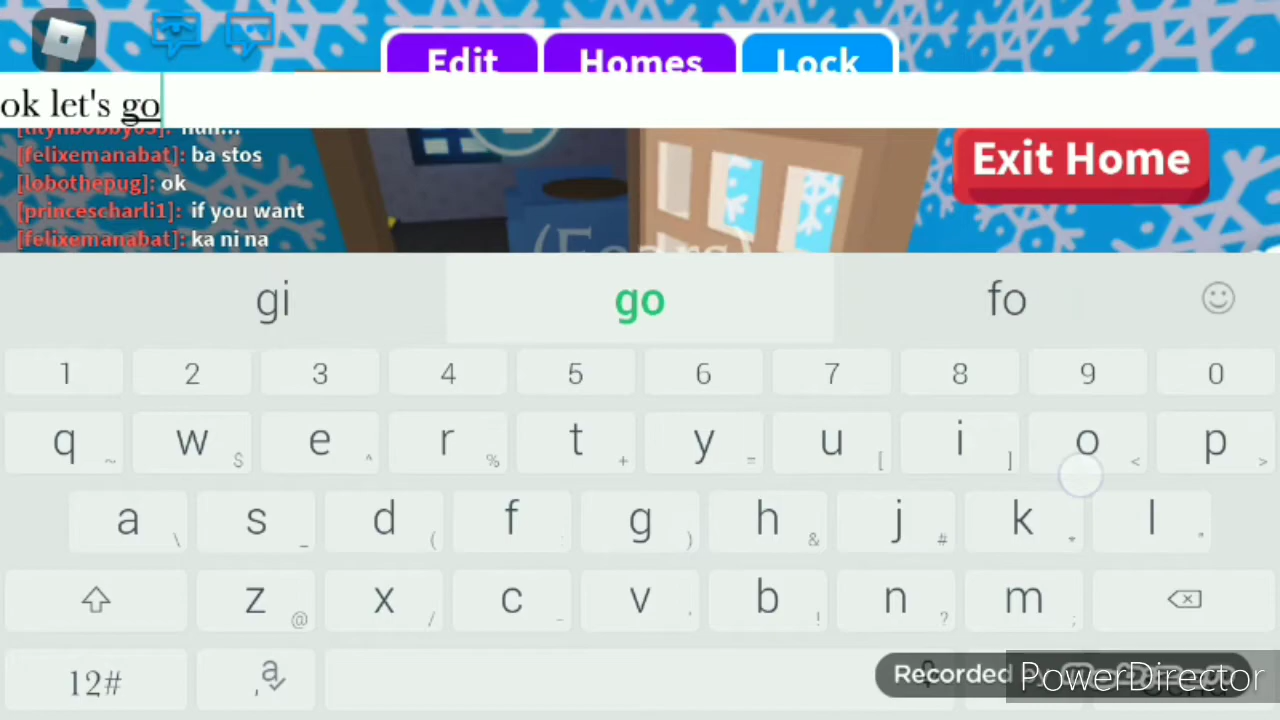 Edit Homes Lock
ok let's go
[felixemanabat]: ba stos
[lobothepug]: ok
[princescharli1]: if you want
[felixemanabat]: ka ni na
Exit Home
gi go fo
1 2 3 4 5 6 7 8 9 0
q ~ w $ e ^ r % t + y = u [ i ] o < p >
a \ s _ d ( f g ) h & j # k * l "
z @ x / c - v ' b ! n ? m ;
12# , a
Recorded
PowerDirector